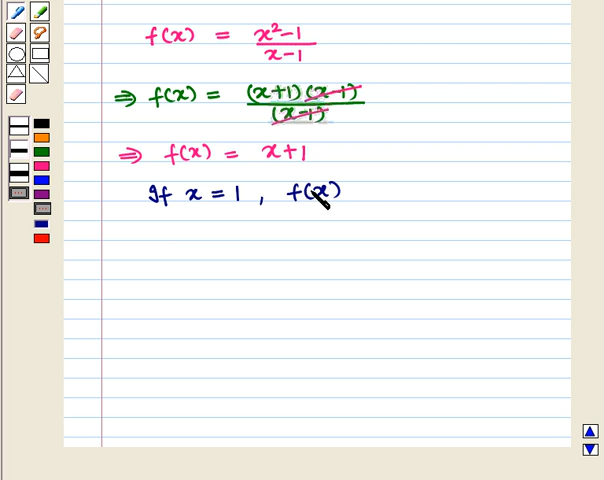 f(x) = x²-1 / x-1
⇒ f(x) = (x+1)(x-1) / (x-1)
⇒ f(x) = x+1
If x = 1 , f(x)